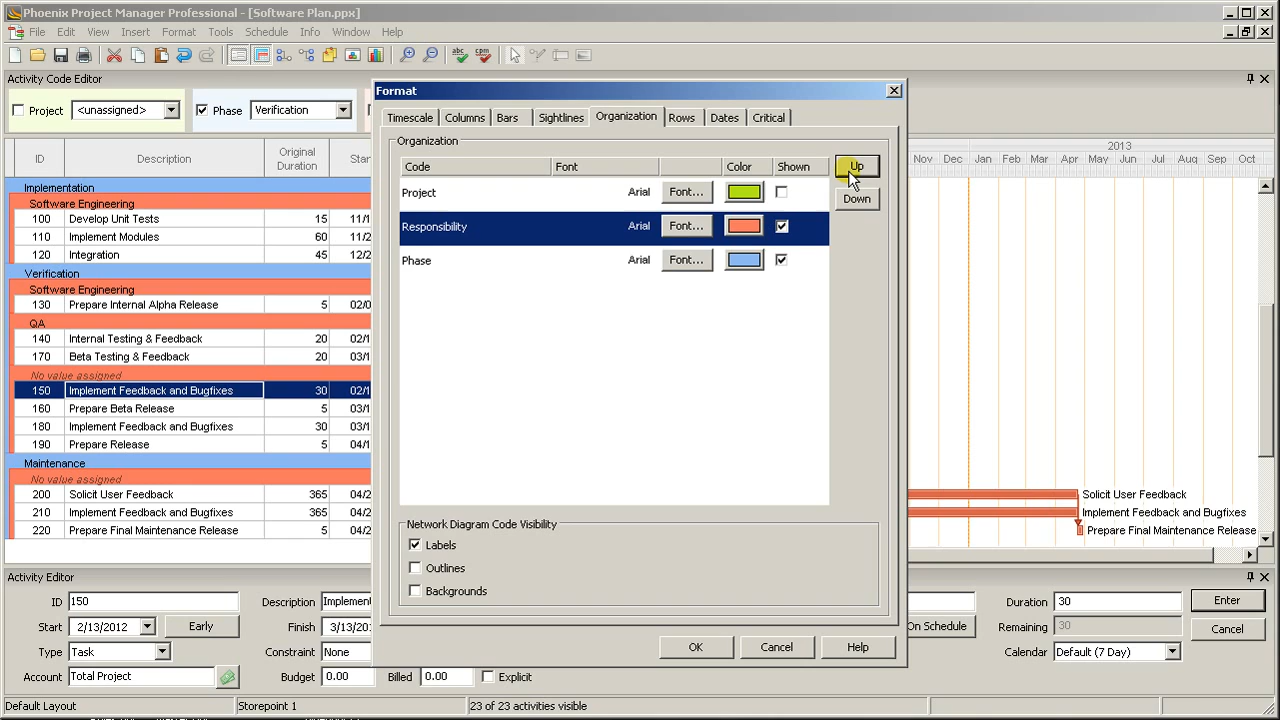 Phoenix Project Manager Professional - [Software Plan.ppx]
File Edit View Insert Format Tools Schedule Info Window Help
abc cpm
Activity Code Editor
Project <unassigned> Phase Verification
Format
Timescale Columns Bars Sightlines Organization Rows Dates Critical
Organization
Code Font Color Shown
Up
Down
Project Arial Font...
Responsibility Arial Font...
Phase Arial Font...
Network Diagram Code Visibility
Labels
Outlines
Backgrounds
OK Cancel Help
ID Description Original Duration Star
2013
Nov Dec Jan Feb Mar Apr May Jun Jul Aug Sep Oct
Implementation
Software Engineering
100 Develop Unit Tests 15 11/1
110 Implement Modules 60 11/1
120 Integration 45 12/1
Verification
Software Engineering
130 Prepare Internal Alpha Release 5 02/0
QA
140 Internal Testing & Feedback 20 02/1
170 Beta Testing & Feedback 20 03/1
No value assigned
150 Implement Feedback and Bugfixes 30 02/1
160 Prepare Beta Release 5 03/1
180 Implement Feedback and Bugfixes 30 03/1
190 Prepare Release 5 04/1
Maintenance
No value assigned
200 Solicit User Feedback 365 04/2
210 Implement Feedback and Bugfixes 365 04/2
220 Prepare Final Maintenance Release 5 04/2
Solicit User Feedback
Implement Feedback and Bugfixes
Prepare Final Maintenance Release
Activity Editor
ID 150 Description Implement Duration 30 Enter
Start 2/13/2012 Early Finish 3/13/20 On Schedule Remaining 30 Cancel
Type Task Constraint None Calendar Default (7 Day)
Account Total Project Budget 0.00 Billed 0.00 Explicit
Default Layout Storepoint 1 23 of 23 activities visible